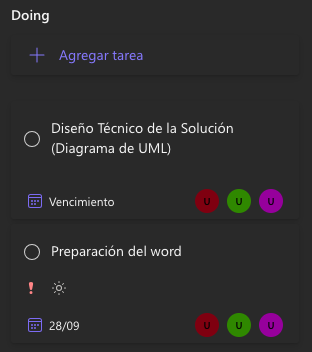 Doing
Agregar tarea
Diseño Técnico de la Solución
(Diagrama de UML)
Vencimiento
U U U
Preparación del word
28/09
U U U